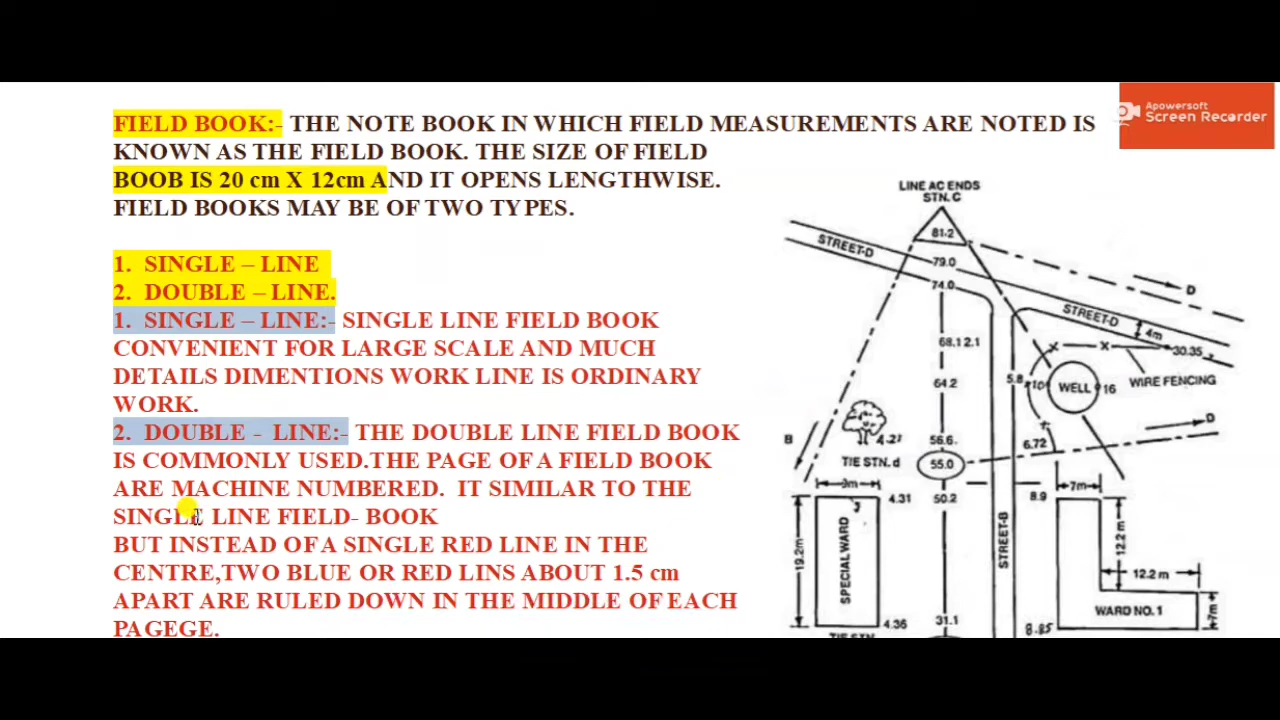 Apowersoft
Screen Recorder
FIELD BOOK:- THE NOTE BOOK IN WHICH FIELD MEASUREMENTS ARE NOTED IS
KNOWN AS THE FIELD BOOK. THE SIZE OF FIELD
BOOB IS 20 cm X 12cm AND IT OPENS LENGTHWISE.
FIELD BOOKS MAY BE OF TWO TYPES.
1. SINGLE – LINE
2. DOUBLE – LINE.
1. SINGLE – LINE:- SINGLE LINE FIELD BOOK
CONVENIENT FOR LARGE SCALE AND MUCH
DETAILS DIMENTIONS WORK LINE IS ORDINARY
WORK.
2. DOUBLE - LINE:- THE DOUBLE LINE FIELD BOOK
IS COMMONLY USED.THE PAGE OF A FIELD BOOK
ARE MACHINE NUMBERED. IT SIMILAR TO THE
SINGLE LINE FIELD- BOOK
BUT INSTEAD OF A SINGLE RED LINE IN THE
CENTRE,TWO BLUE OR RED LINS ABOUT 1.5 cm
APART ARE RULED DOWN IN THE MIDDLE OF EACH
PAGEGE.
LINE AC ENDS
STN. C
81.2
STREET-D
79.0
74.0
D
STREET-D
4m
68.1 2.1
30.35
5.8
10
WELL
16
WIRE FENCING
64.2
B
4.2
56.6
D
6.72
TIE STN. d
55.0
4.31
50.2
8.9
7m
19.2m
SPECIAL WARD
STREET-B
12.2 m
12.2 m
WARD NO. 1
7m
4.36
31.1
8.85
TIE STN